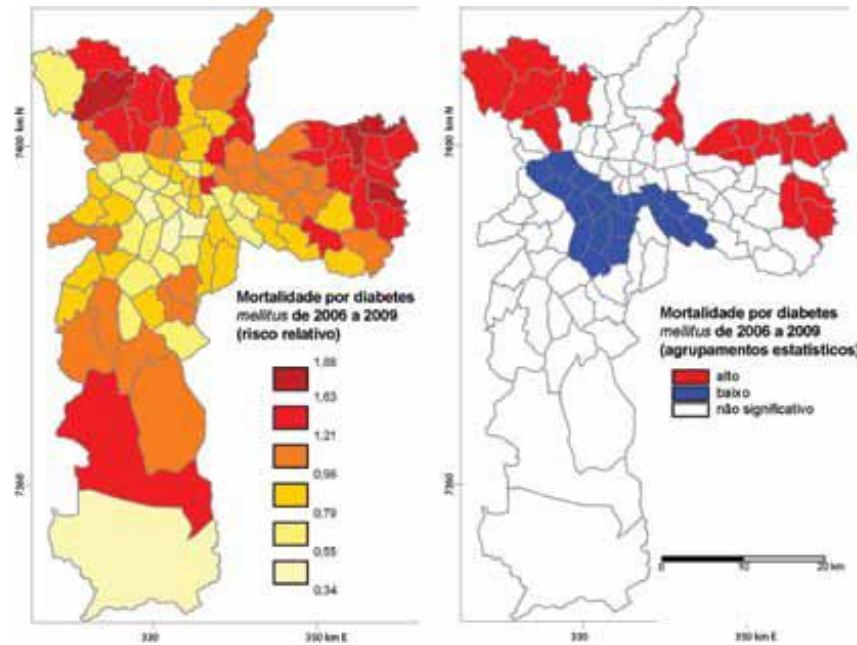 7400 km N
7360
330
350 km E
Mortalidade por diabetes
mellitus de 2006 a 2009
(risco relativo)
1,88
1,63
1,21
0,98
0,79
0,55
0,34
7400 km N
7360
330
350 km E
Mortalidade por diabetes
mellitus de 2006 a 2009
(agrupamentos estatísticos)
alto
baixo
não significativo
0 10 20 km